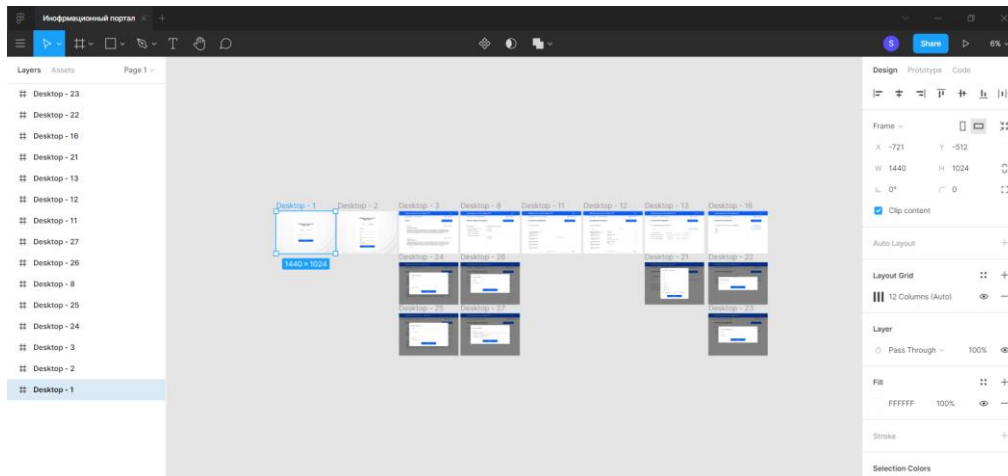 Инофрмационный портал
S
Share
6%
Layers
Assets
Page 1
Design
Prototype
Code
Desktop - 23
Desktop - 22
Desktop - 16
Desktop - 21
Desktop - 13
Desktop - 12
Desktop - 11
Desktop - 27
Desktop - 26
Desktop - 8
Desktop - 25
Desktop - 24
Desktop - 3
Desktop - 2
Desktop - 1
Desktop - 1
Desktop - 2
Desktop - 3
Desktop - 8
Desktop - 11
Desktop - 12
Desktop - 13
Desktop - 16
1440 × 1024
Desktop - 24
Desktop - 26
Desktop - 21
Desktop - 22
Desktop - 25
Desktop - 27
Desktop - 23
Frame
X -721 Y -512
W 1440 H 1024
0° 0
Clip content
Auto Layout
Layout Grid
12 Columns (Auto)
Layer
Pass Through 100%
Fill
FFFFFF 100%
Stroke
Selection Colors